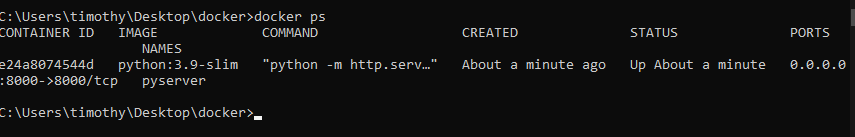 C:\Users\timothy\Desktop\docker>docker ps
CONTAINER ID   IMAGE             COMMAND                  CREATED              STATUS              PORTS
                   NAMES
e24a8074544d   python:3.9-slim   "python -m http.serv…"   About a minute ago   Up About a minute   0.0.0.0
:8000->8000/tcp    pyserver
C:\Users\timothy\Desktop\docker>